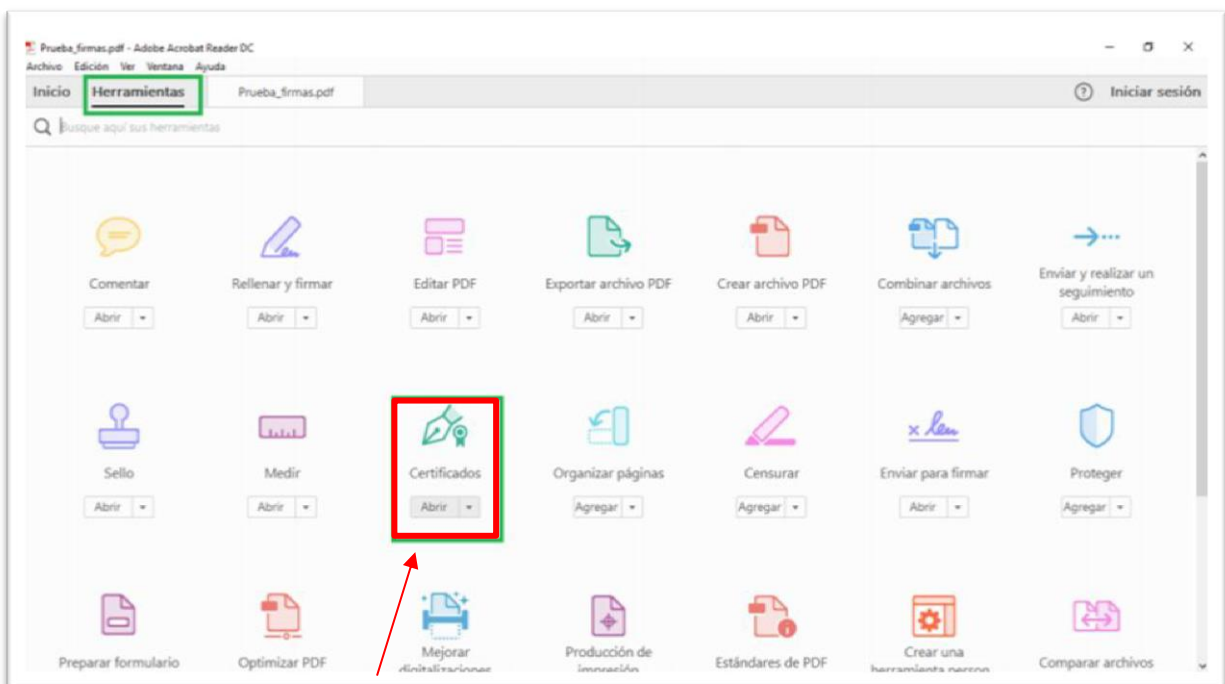 Prueba_firmas.pdf - Adobe Acrobat Reader DC
Archivo Edición Ver Ventana Ayuda
Inicio Herramientas Prueba_firmas.pdf Iniciar sesión
Busque aquí sus herramientas
Comentar Rellenar y firmar Editar PDF Exportar archivo PDF Crear archivo PDF Combinar archivos Enviar y realizar un
seguimiento
Abrir Abrir Abrir Abrir Abrir Agregar Abrir
Sello Medir Certificados Organizar páginas Censurar Enviar para firmar Proteger
Abrir Abrir Abrir Agregar Agregar Abrir Agregar
Preparar formulario Optimizar PDF Mejorar Producción de Estándares de PDF Crear una Comparar archivos
digitalizaciones impresión herramienta person